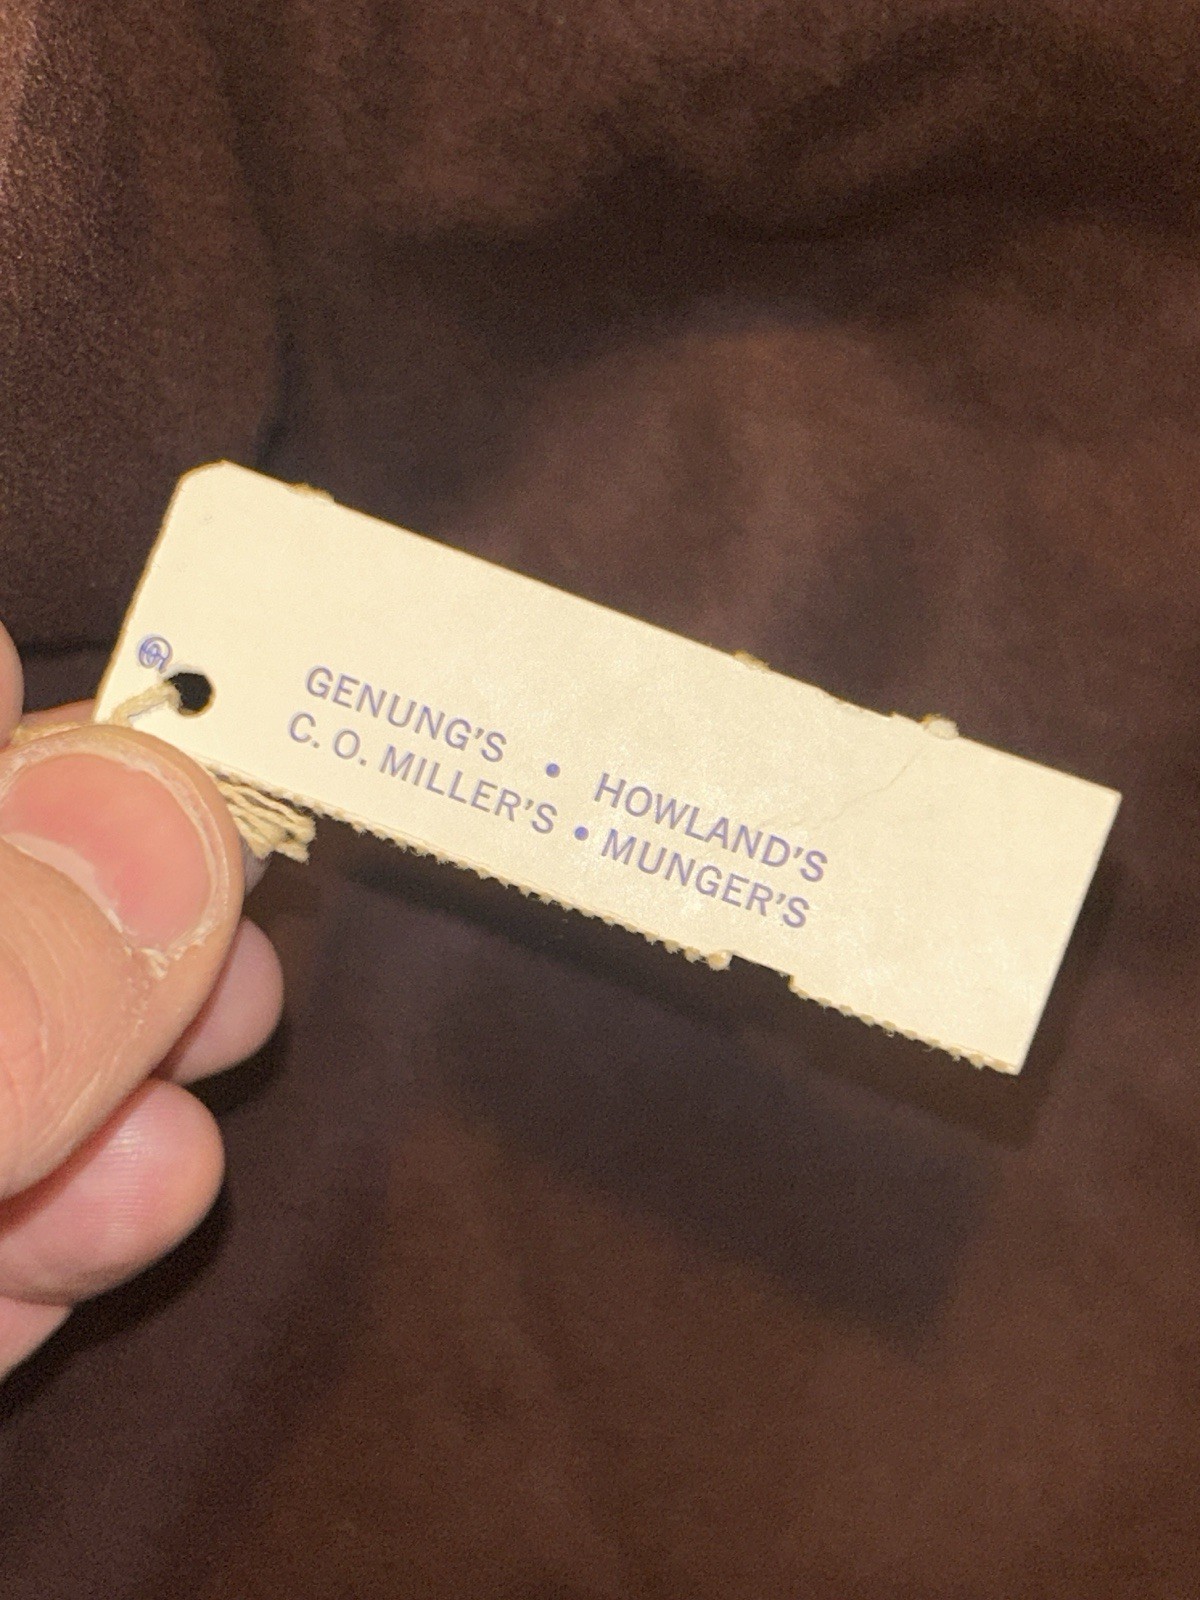 GENUNG'S • HOWLAND'S
C. O. MILLER'S • MUNGER'S